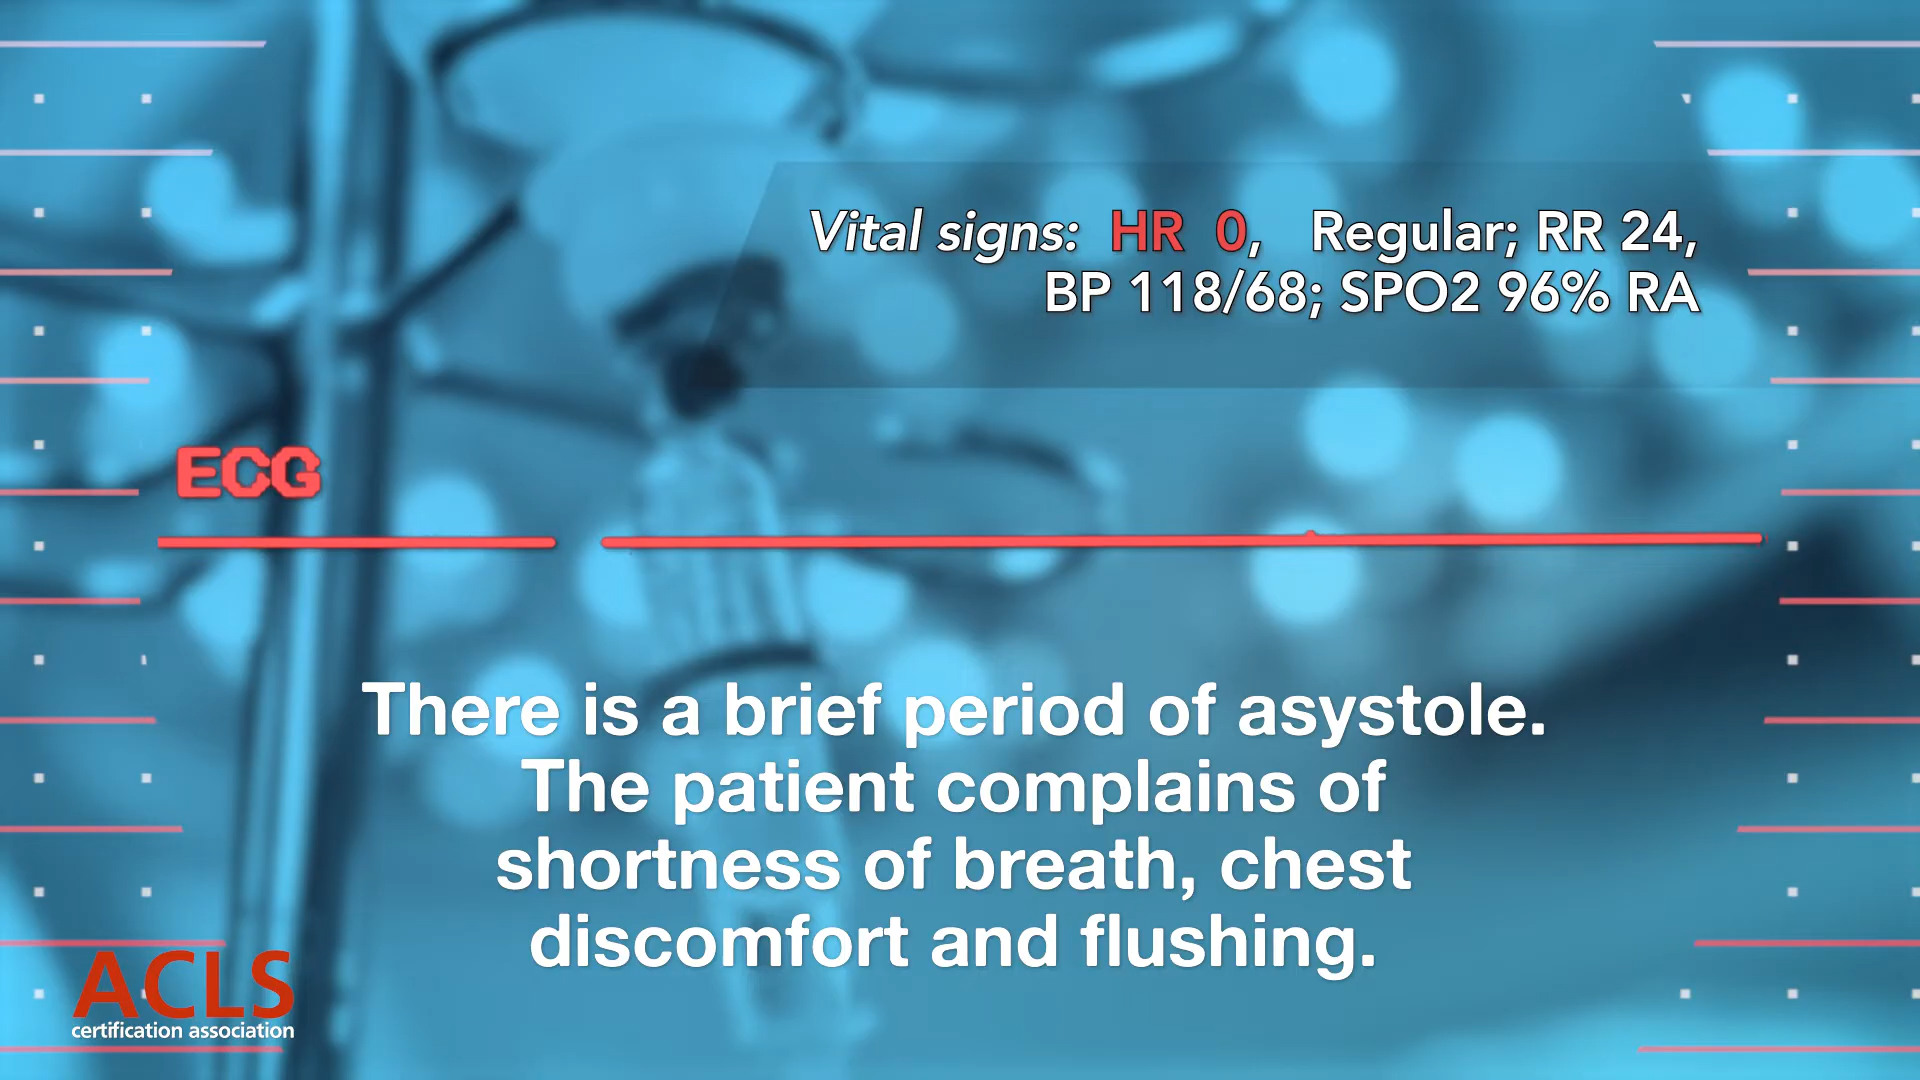 Vital signs: HR 0, Regular; RR 24,
BP 118/68; SPO2 96% RA
ECG
There is a brief period of asystole.
The patient complains of
shortness of breath, chest
discomfort and flushing.
ACLS
certification association